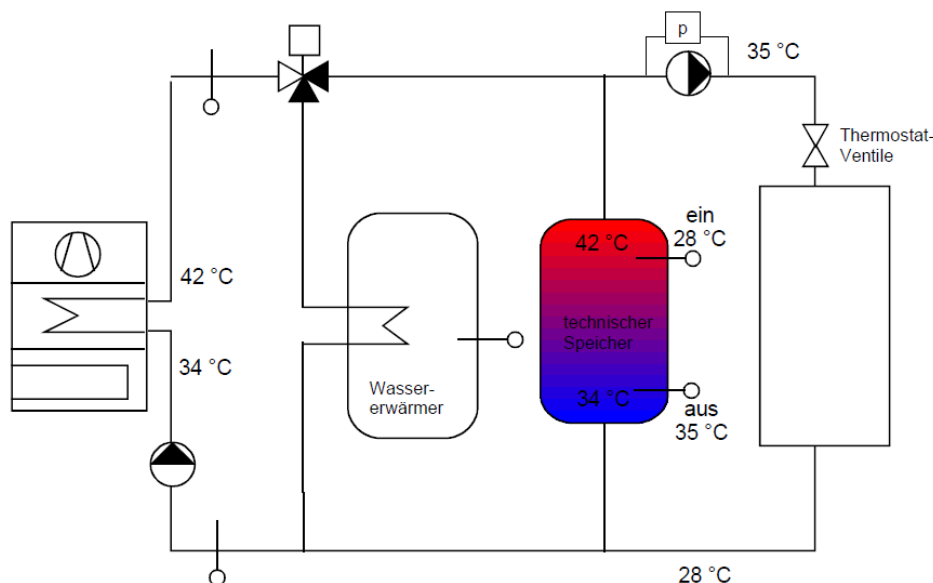 p
35 °C
Thermostat-
Ventile
ein
28 °C
42 °C
42 °C
technischer
Speicher
34 °C
Wasser-
erwärmer
34 °C
aus
35 °C
28 °C